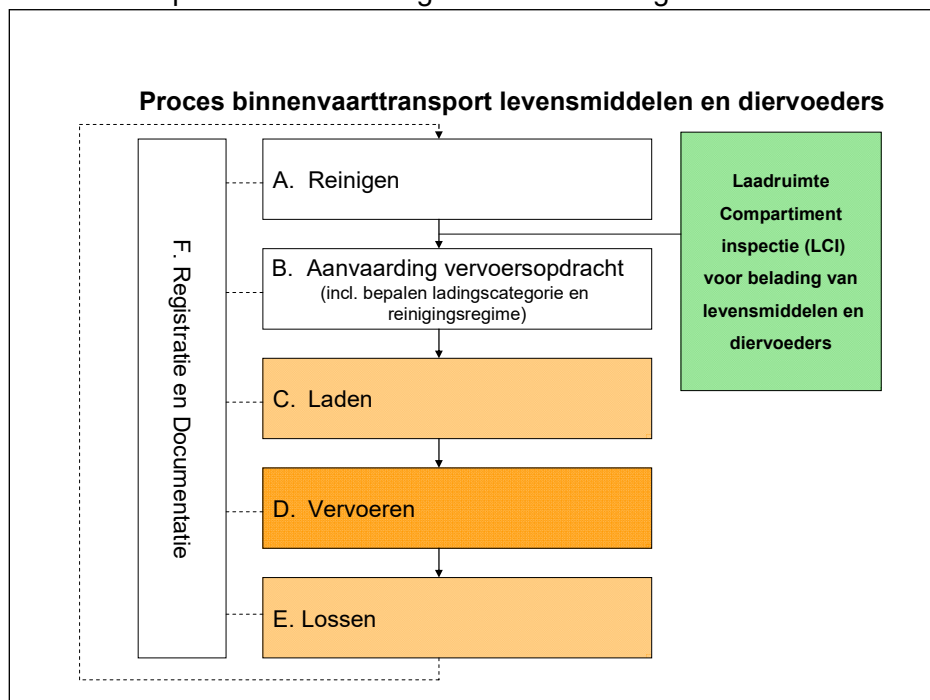 Proces binnenvaarttransport levensmiddelen en diervoeders
F. Registratie en Documentatie
A. Reinigen
B. Aanvaarding vervoersopdracht
(incl. bepalen ladingscategorie en
reinigingsregime)
C. Laden
D. Vervoeren
E. Lossen
Laadruimte
Compartiment
inspectie (LCI)
voor belading van
levensmiddelen en
diervoeders